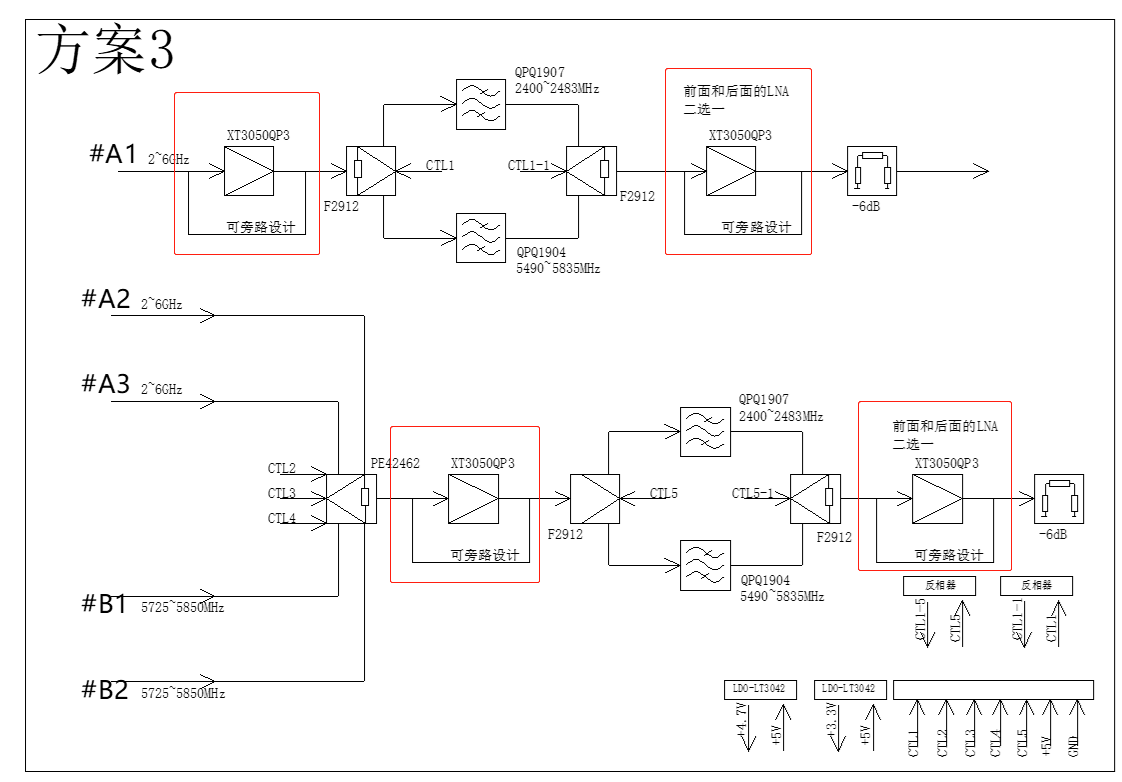 方案3
QPQ1907
2400~2483MHz
前面和后面的LNA
二选一
XT3050QP3
XT3050QP3
#A1
2~6GHz
CTL1
CTL1-1
F2912
F2912
-6dB
可旁路设计
可旁路设计
QPQ1904
5490~5835MHz
#A2
2~6GHz
#A3
2~6GHz
QPQ1907
2400~2483MHz
前面和后面的LNA
二选一
PE42462
XT3050QP3
XT3050QP3
CTL2
CTL3
CTL4
CTL5
CTL5-1
F2912
F2912
-6dB
可旁路设计
可旁路设计
QPQ1904
5490~5835MHz
反相器
反相器
CTL1-5
CTL5
CTL1-1
CTL1
#B1
5725~5850MHz
#B2
5725~5850MHz
LDO-LT3042
LDO-LT3042
+4.7V
+5V
+3.3V
+5V
CTL1
CTL2
CTL3
CTL4
CTL5
+5V
GND